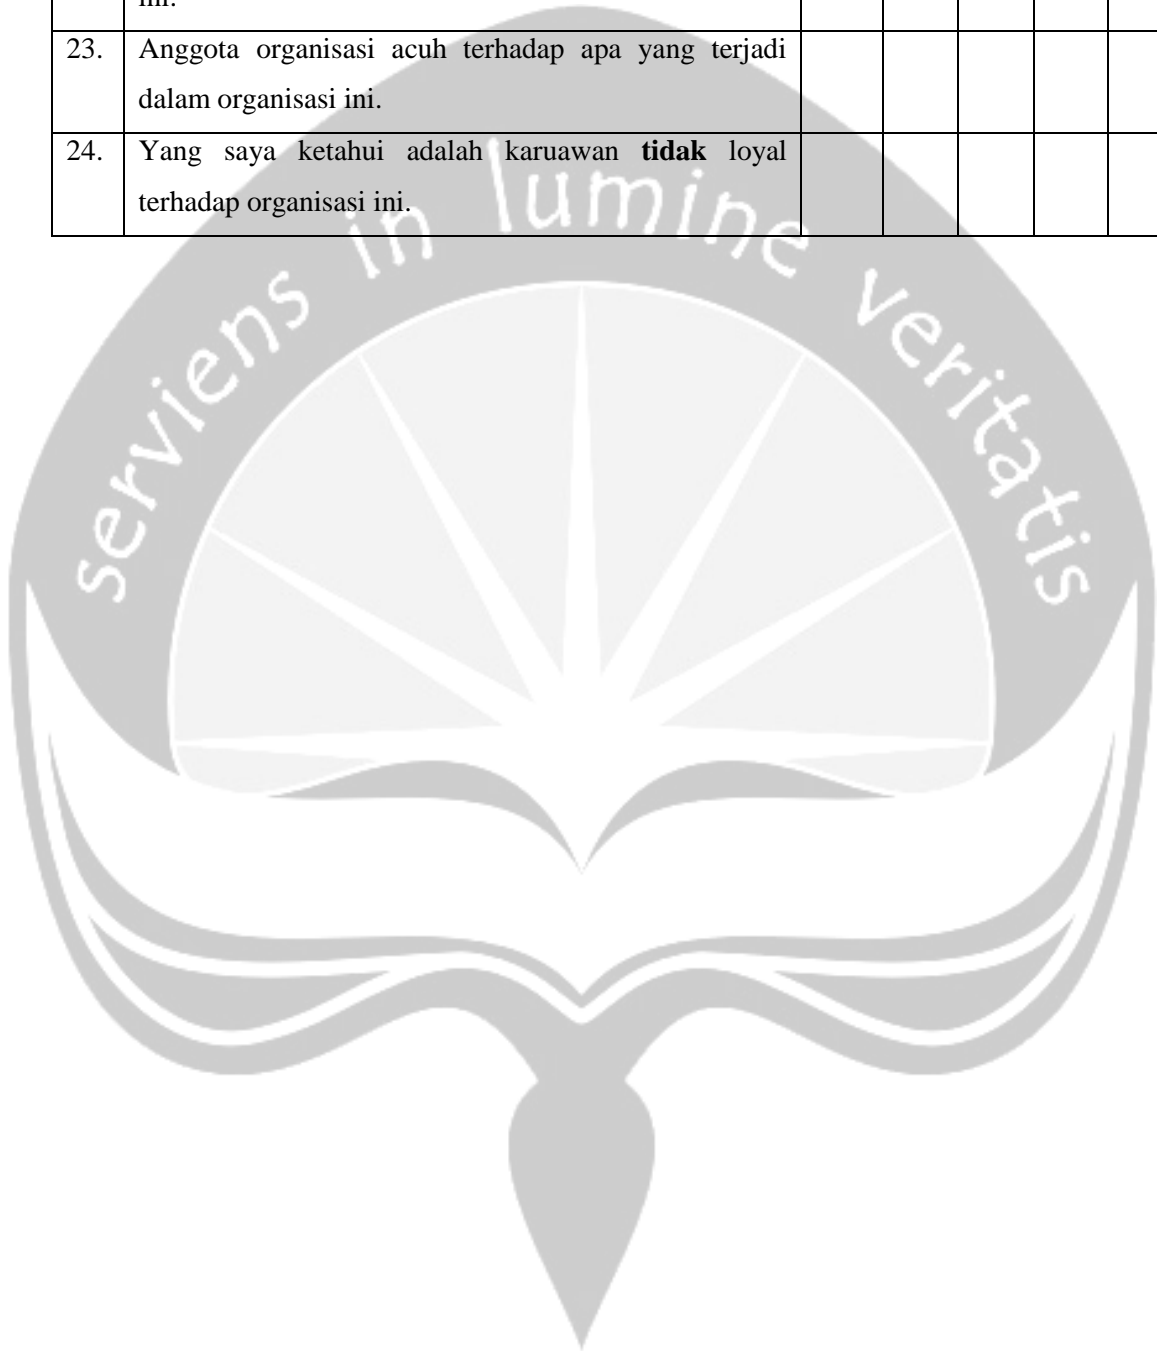 ini.
23. Anggota organisasi acuh terhadap apa yang terjadi
dalam organisasi ini.
24. Yang saya ketahui adalah karuawan tidak loyal
terhadap organisasi ini.
serviens in lumine veritatis